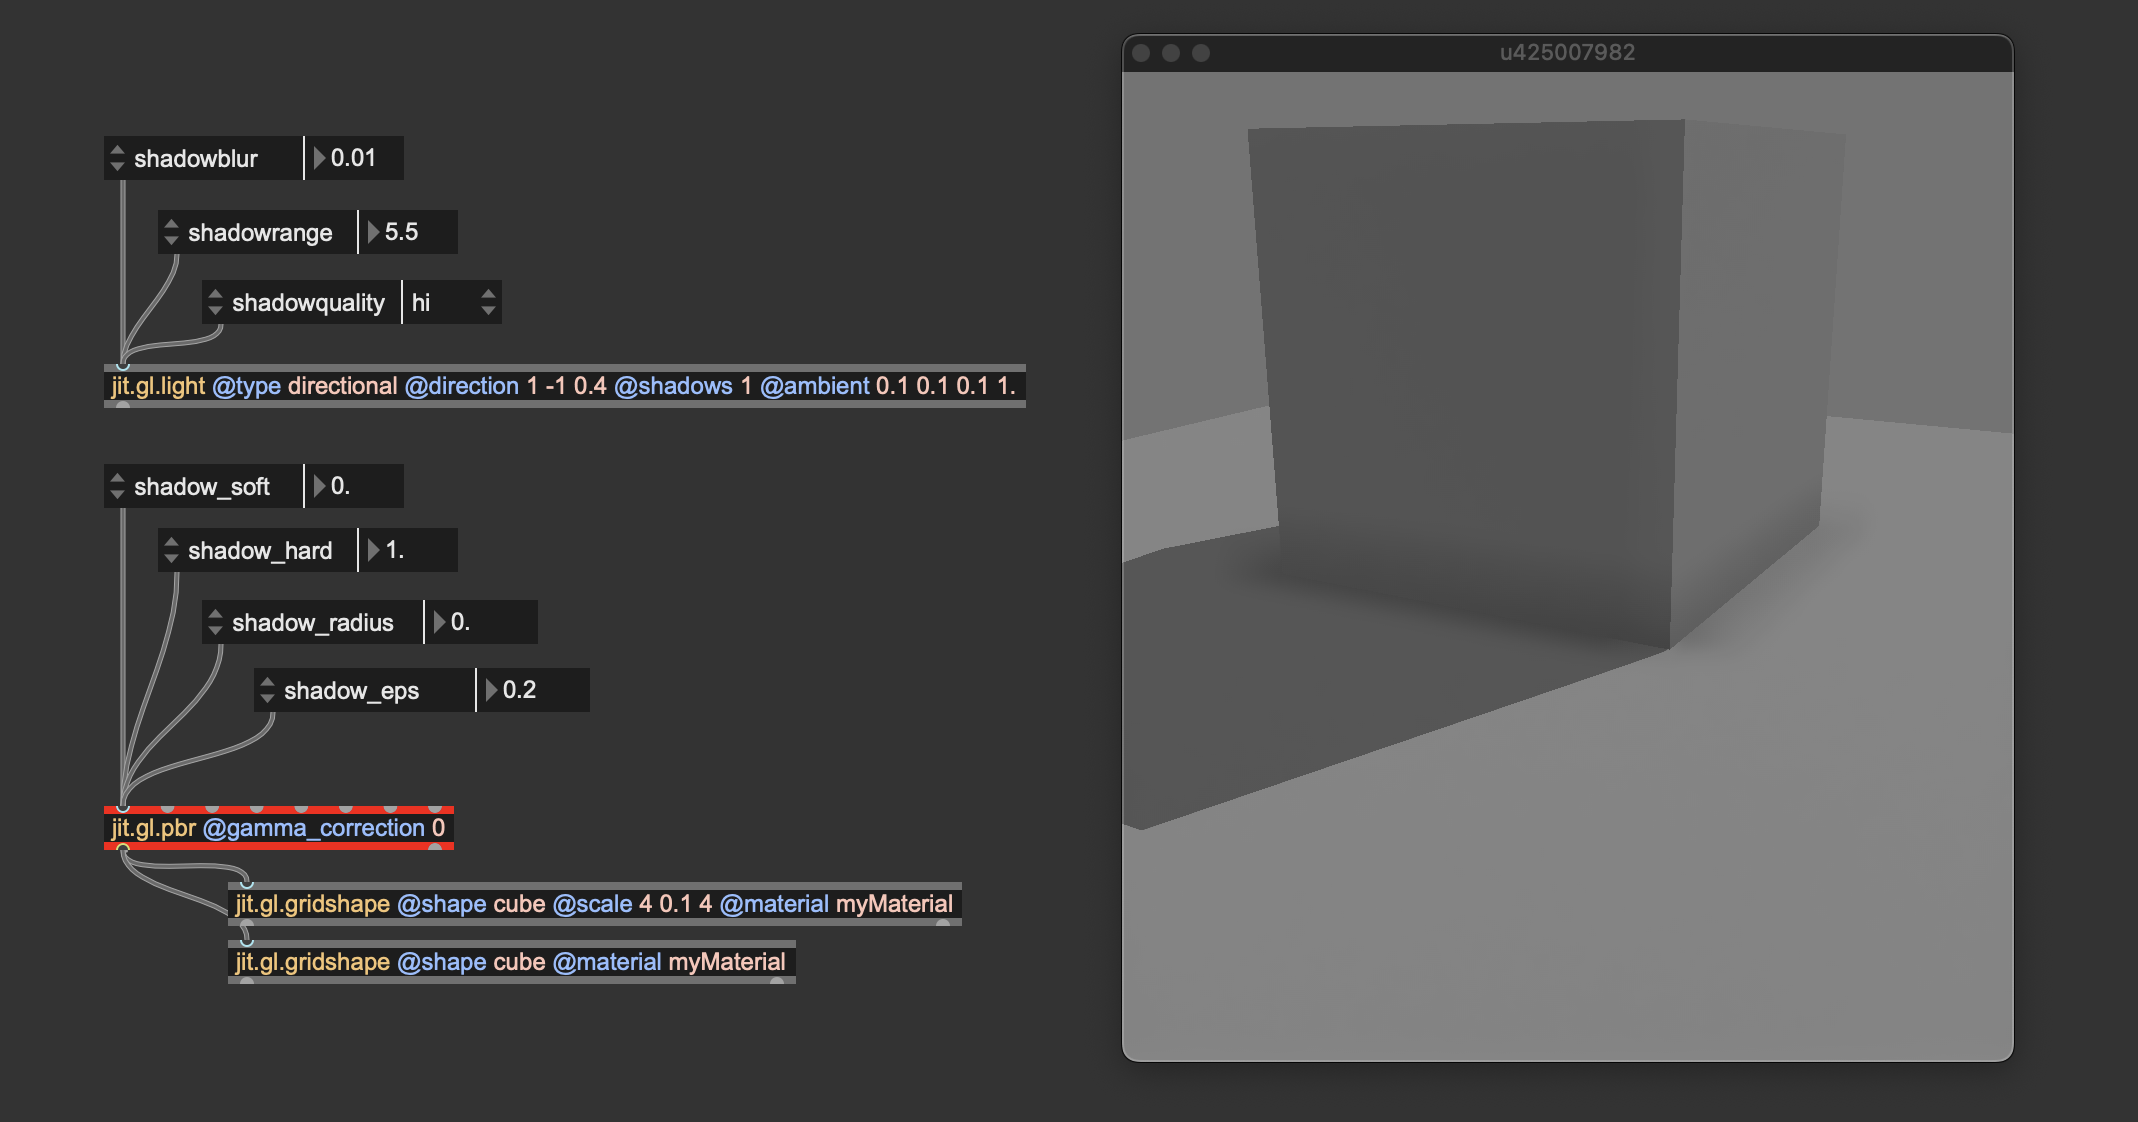 shadowblur 0.01
shadowrange 5.5
shadowquality hi
jit.gl.light @type directional @direction 1 -1 0.4 @shadows 1 @ambient 0.1 0.1 0.1 1.
shadow_soft 0.
shadow_hard 1.
shadow_radius 0.
shadow_eps 0.2
jit.gl.pbr @gamma_correction 0
jit.gl.gridshape @shape cube @scale 4 0.1 4 @material myMaterial
jit.gl.gridshape @shape cube @material myMaterial
u425007982